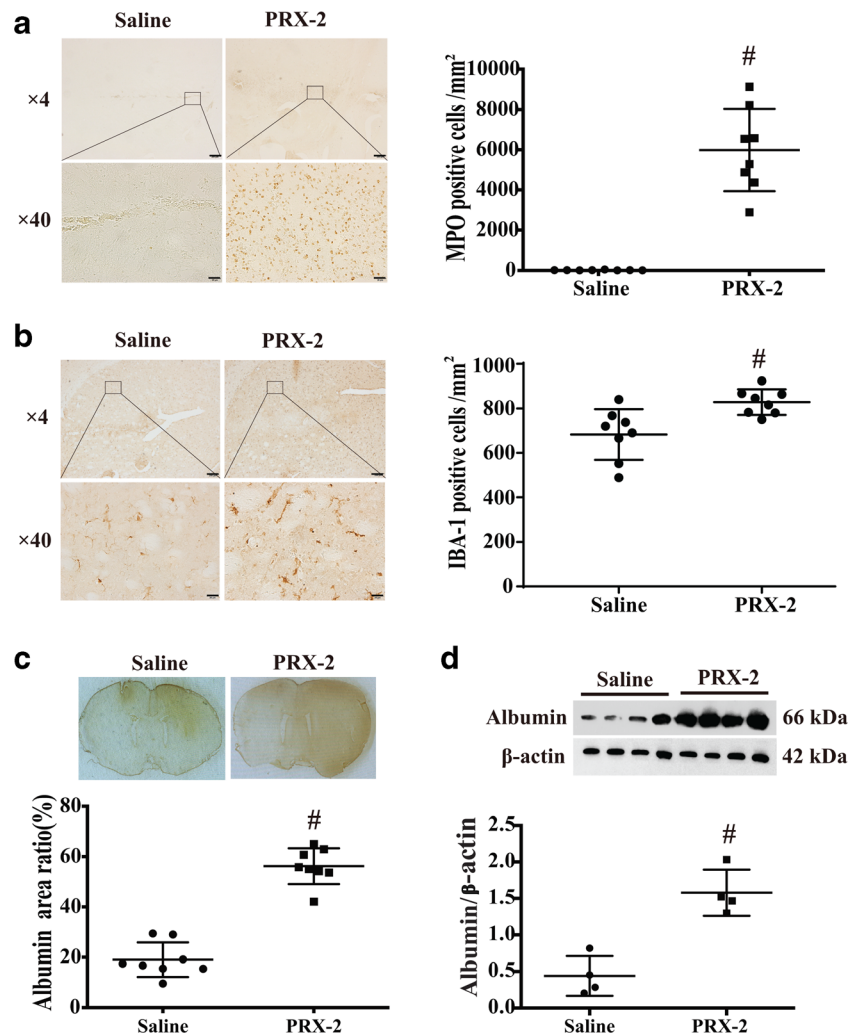 a
Saline PRX-2
×4
×40
MPO positive cells /mm²
10000
8000
6000
4000
2000
0
#
Saline PRX-2
b
Saline PRX-2
×4
×40
IBA-1 positive cells/mm²
1000
800
600
400
200
0
#
Saline PRX-2
c
Saline PRX-2
Albumin area ratio(%)
80
60
40
20
0
#
Saline PRX-2
d
Saline PRX-2
Albumin 66 kDa
β-actin 42 kDa
Albumin/β-actin
2.5
2.0
1.5
1.0
0.5
0.0
#
Saline PRX-2